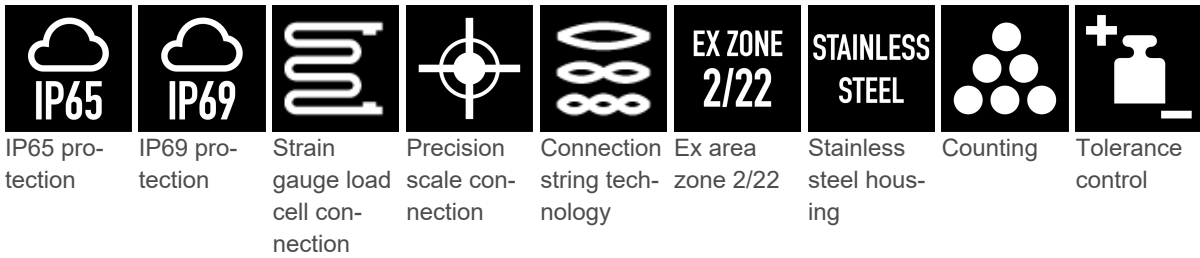 IP65
IP69
EX ZONE
2/22
STAINLESS
STEEL
IP65 pro-
tection
IP69 pro-
tection
Strain
gauge load
cell con-
nection
Precision
scale con-
nection
Connection
string tech-
nology
Ex area
zone 2/22
Stainless
steel hous-
ing
Counting
Tolerance
control